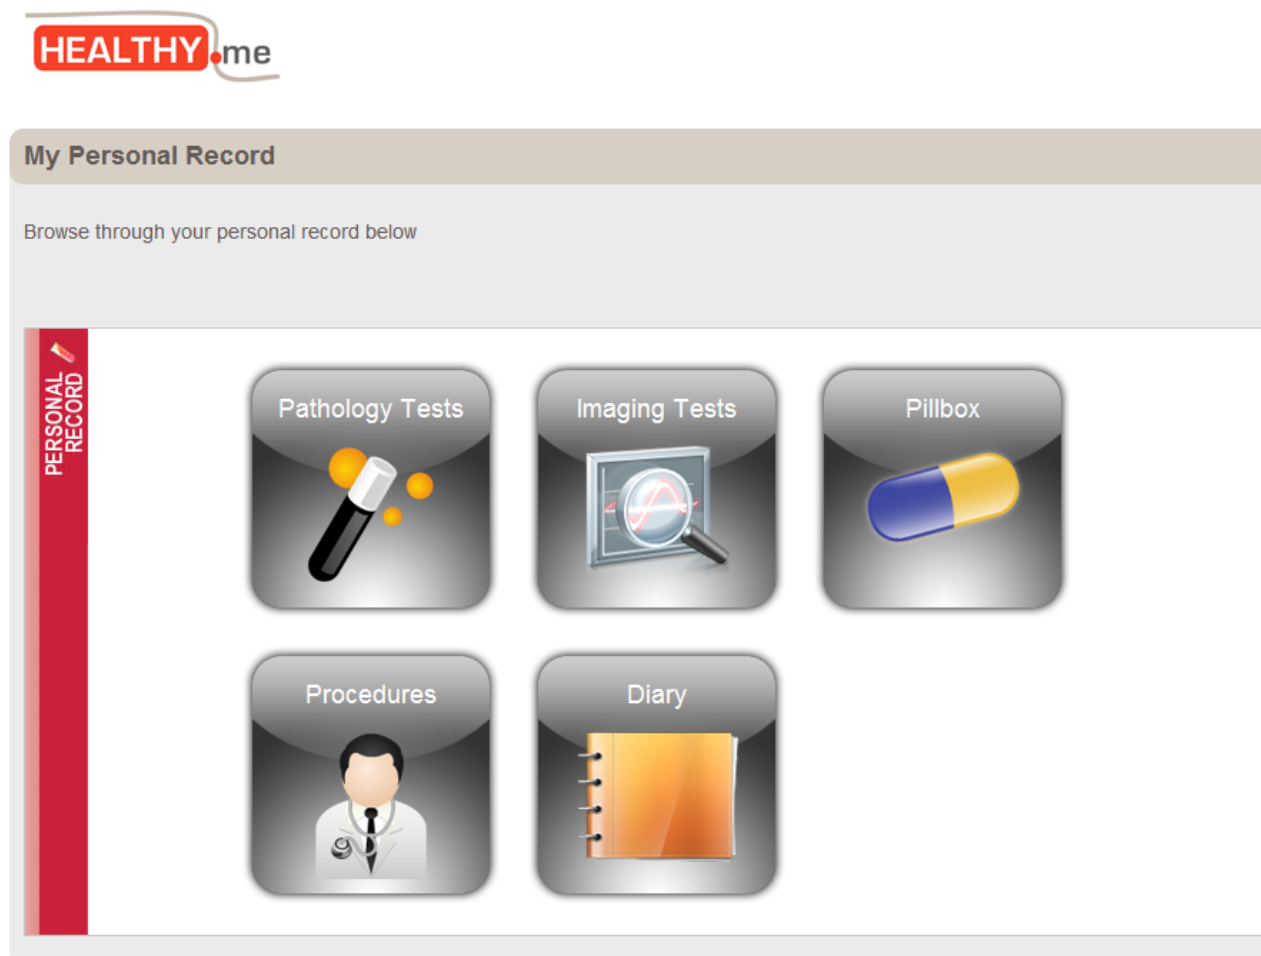 HEALTHY.me
My Personal Record
Browse through your personal record below
PERSONAL
RECORD
Pathology Tests
Imaging Tests
Pillbox
Procedures
Diary